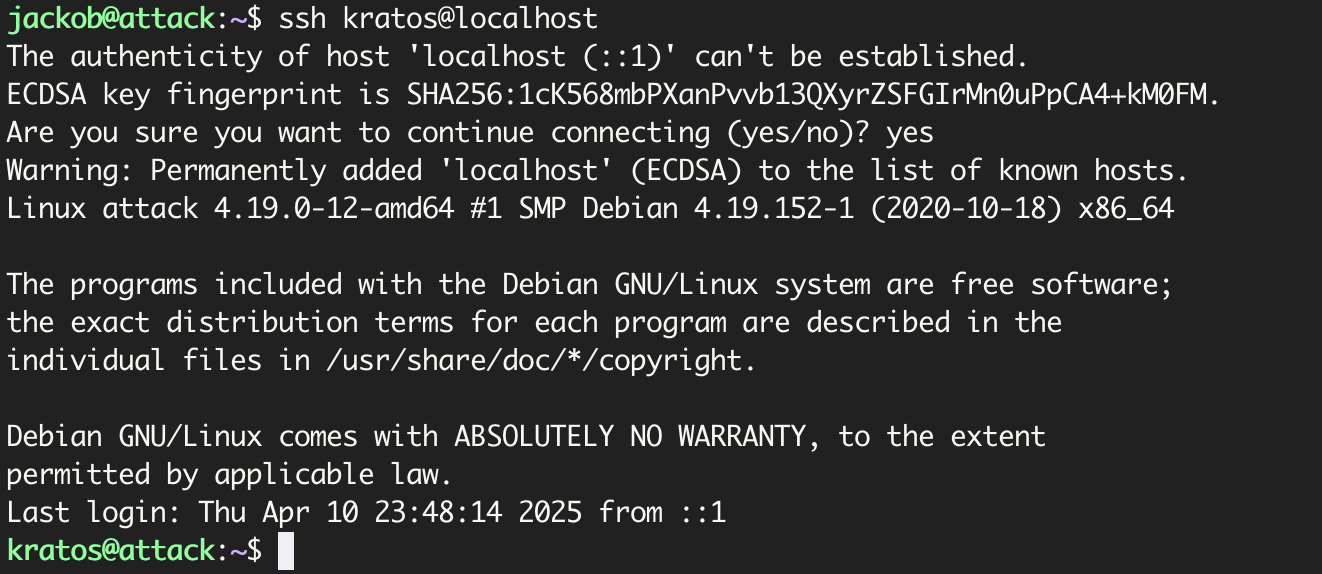 jackob@attack:~$ ssh kratos@localhost
The authenticity of host 'localhost (::1)' can't be established.
ECDSA key fingerprint is SHA256:1cK568mbPXanPvvb13QXyrZSFGIrMn0uPpCA4+kM0FM.
Are you sure you want to continue connecting (yes/no)? yes
Warning: Permanently added 'localhost' (ECDSA) to the list of known hosts.
Linux attack 4.19.0-12-amd64 #1 SMP Debian 4.19.152-1 (2020-10-18) x86_64
The programs included with the Debian GNU/Linux system are free software;
the exact distribution terms for each program are described in the
individual files in /usr/share/doc/*/copyright.
Debian GNU/Linux comes with ABSOLUTELY NO WARRANTY, to the extent
permitted by applicable law.
Last login: Thu Apr 10 23:48:14 2025 from ::1
kratos@attack:~$